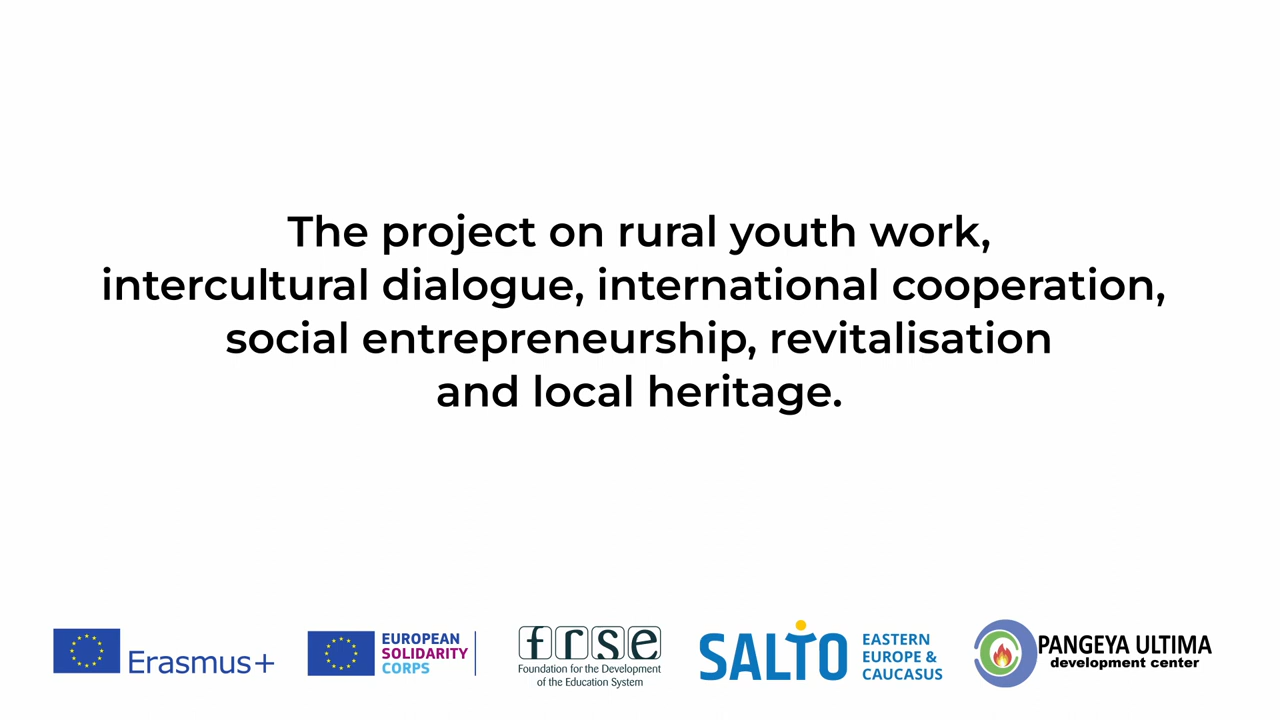 The project on rural youth work,
intercultural dialogue, international cooperation,
social entrepreneurship, revitalisation
and local heritage.
Erasmus+
EUROPEAN
SOLIDARITY
CORPS
frse
Foundation for the Development
of the Education System
SALTO
EASTERN
EUROPE &
CAUCASUS
PANGEYA ULTIMA
development center